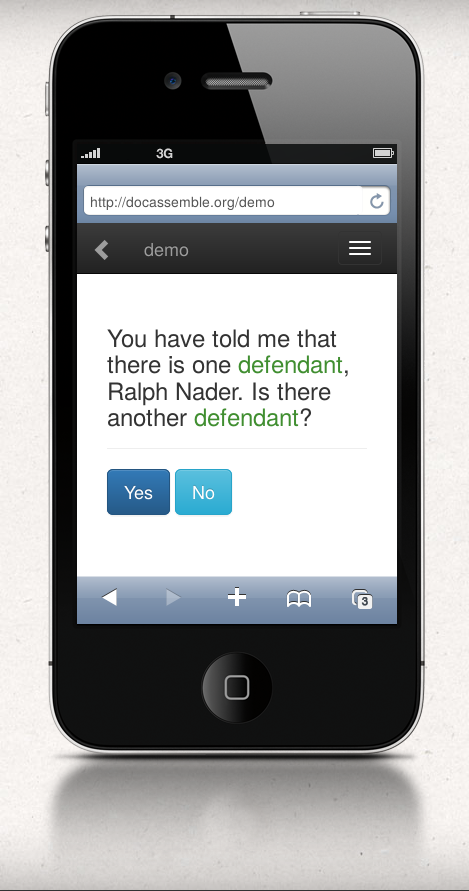 3G
http://docassemble.org/demo
demo
You have told me that
there is one defendant,
Ralph Nader. Is there
another defendant?
Yes No
3